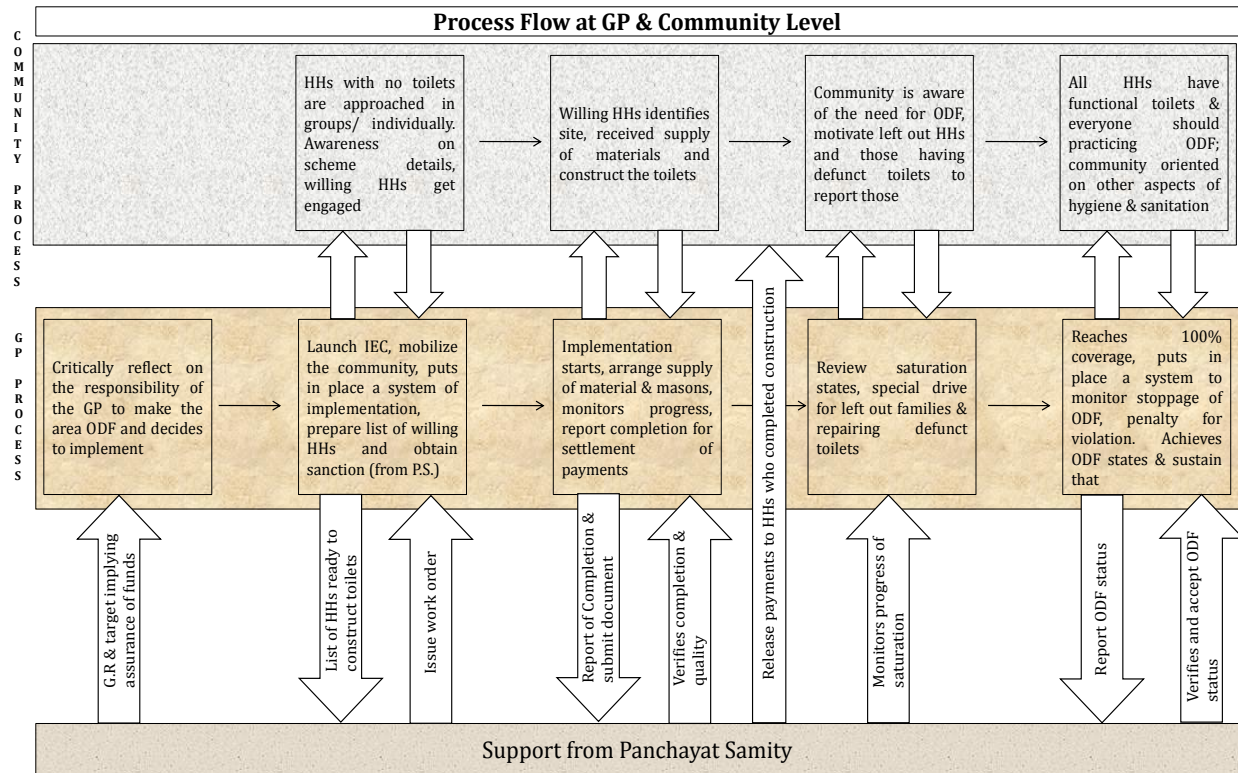 Process Flow at GP & Community Level
COMMUNITY PROCESS
HHs with no toilets
are approached in
groups/ individually.
Awareness on
scheme details,
willing HHs get
engaged
Willing HHs identifies
site, received supply
of materials and
construct the toilets
Community is aware
of the need for ODF,
motivate left out HHs
and those having
defunct toilets to
report those
All HHs have
functional toilets &
everyone should
practicing ODF;
community oriented
on other aspects of
hygiene & sanitation
GP PROCESS
Critically reflect on
the responsibility of
the GP to make the
area ODF and decides
to implement
Launch IEC, mobilize
the community, puts
in place a system of
implementation,
prepare list of willing
HHs and obtain
sanction (from P.S.)
Implementation
starts, arrange supply
of material & masons,
monitors progress,
report completion for
settlement of
payments
Review saturation
states, special drive
for left out families &
repairing defunct
toilets
Reaches 100%
coverage, puts in
place a system to
monitor stoppage of
ODF, penalty for
violation. Achieves
ODF states & sustain
that
G.R & target implying
assurance of funds
List of HHs ready to
construct toilets
Issue work order
Report of Completion &
submit document
Verifies completion &
quality
Release payments to HHs who completed construction
Monitors progress of
saturation
Report ODF status
Verifies and accept ODF
status
Support from Panchayat Samity